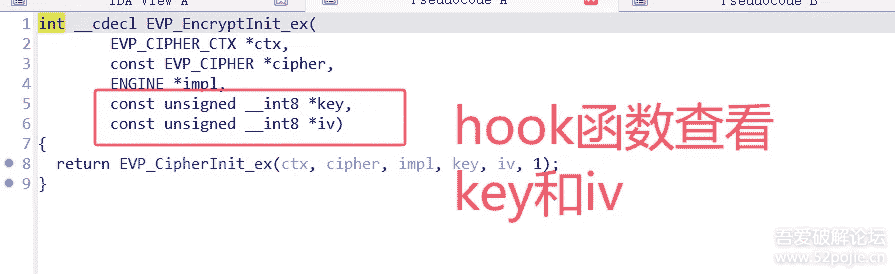 IDA View A
Pseudocode A
Pseudocode B
1 int __cdecl EVP_EncryptInit_ex(
2 EVP_CIPHER_CTX *ctx,
3 const EVP_CIPHER *cipher,
4 ENGINE *impl,
5 const unsigned __int8 *key,
6 const unsigned __int8 *iv)
7 {
8 return EVP_CipherInit_ex(ctx, cipher, impl, key, iv, 1);
9 }
hook函数查看
key和iv
吾爱破解论坛
www.52pojie.cn